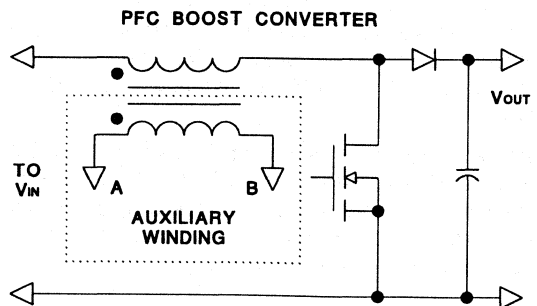 PFC BOOST CONVERTER
VOUT
TO
VIN
A
B
AUXILIARY
WINDING